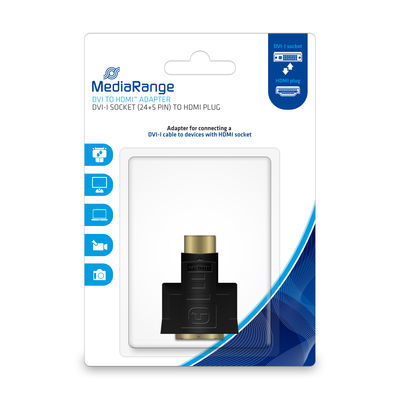 MediaRange
DVI TO HDMI™ ADAPTER
DVI-I SOCKET (24+5 PIN) TO HDMI PLUG
DVI-I socket
HDMI plug
Adapter for connecting a
DVI-I cable to devices with HDMI socket